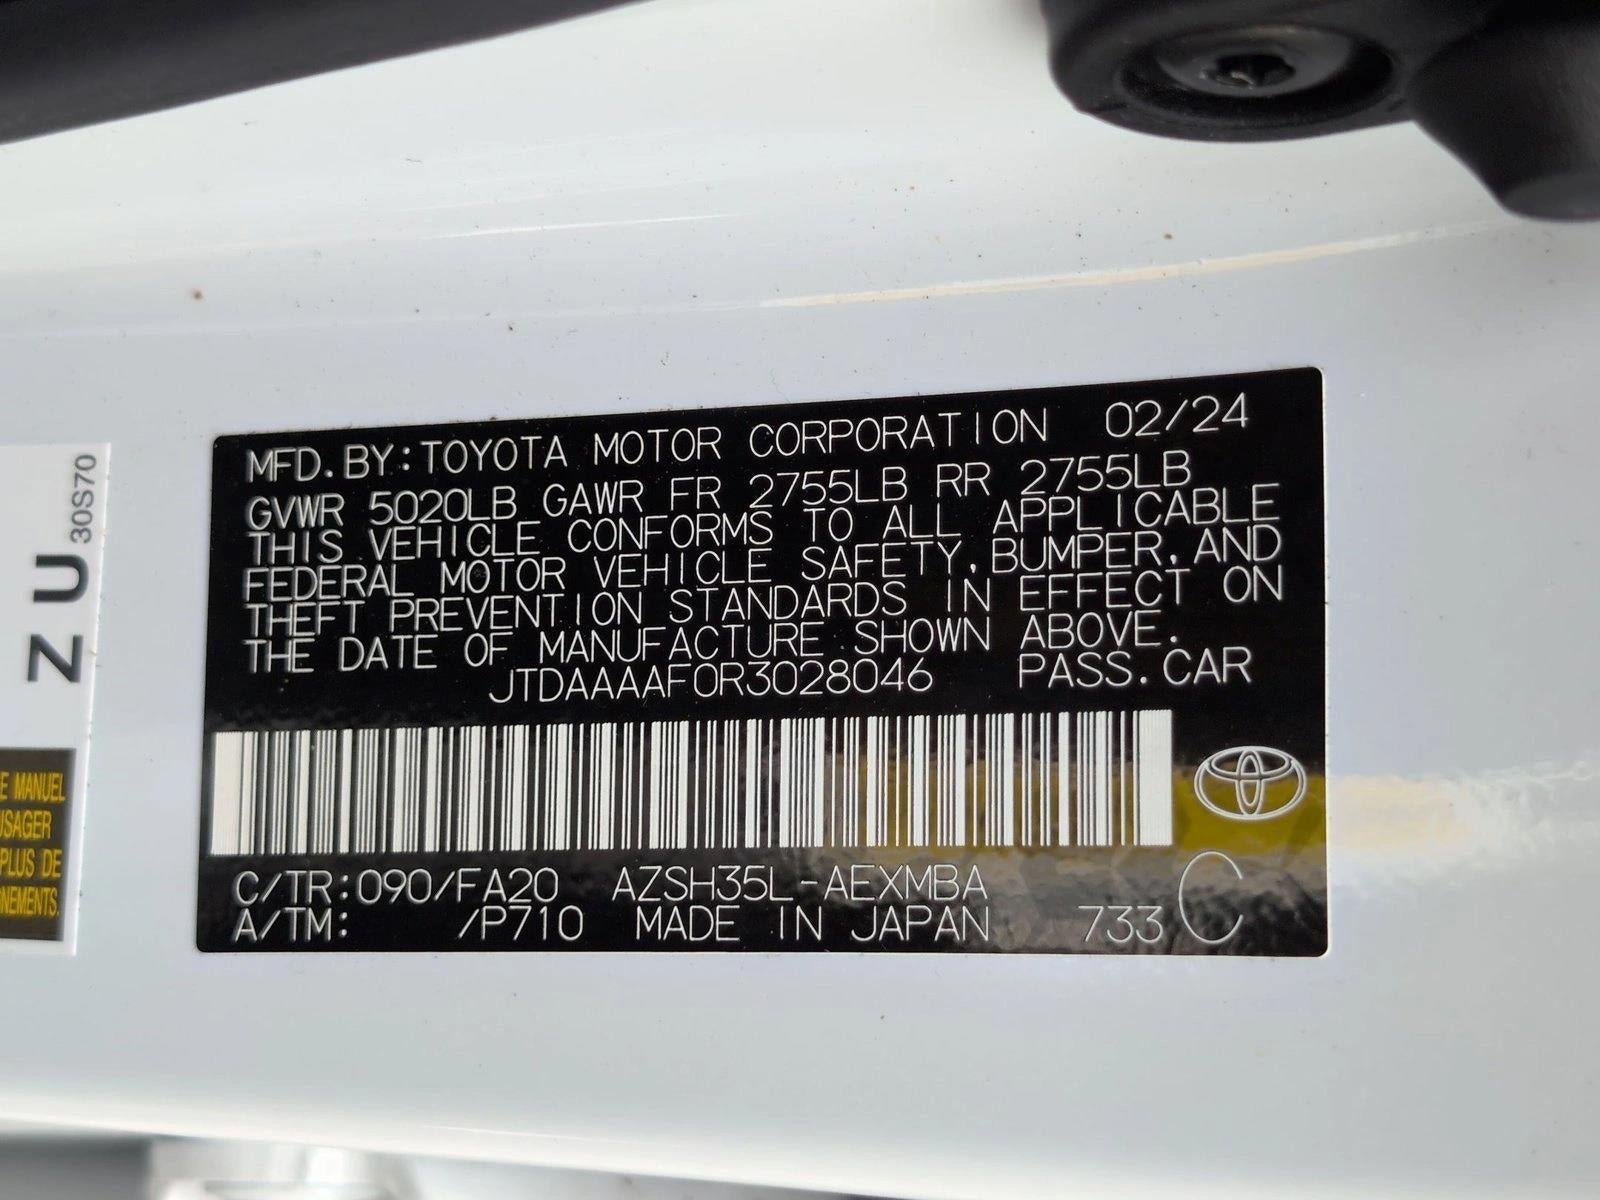 MFD. BY: TOYOTA MOTOR CORPORATION 02/24
GVWR 5020LB GAWR FR 2755LB RR 2755LB
THIS VEHICLE CONFORMS TO ALL APPLICABLE
FEDERAL MOTOR VEHICLE SAFETY, BUMPER, AND
THEFT PREVENTION STANDARDS IN EFFECT ON
THE DATE OF MANUFACTURE SHOWN ABOVE.
JTDAAAAF0R3028046 PASS. CAR
C/TR: 090/FA20 AZSH35L-AEXMBA C
A/TM: /P710 MADE IN JAPAN 733
Z U 30S70
E MANUEL
USAGER
PLUS DE
GNEMENTS.